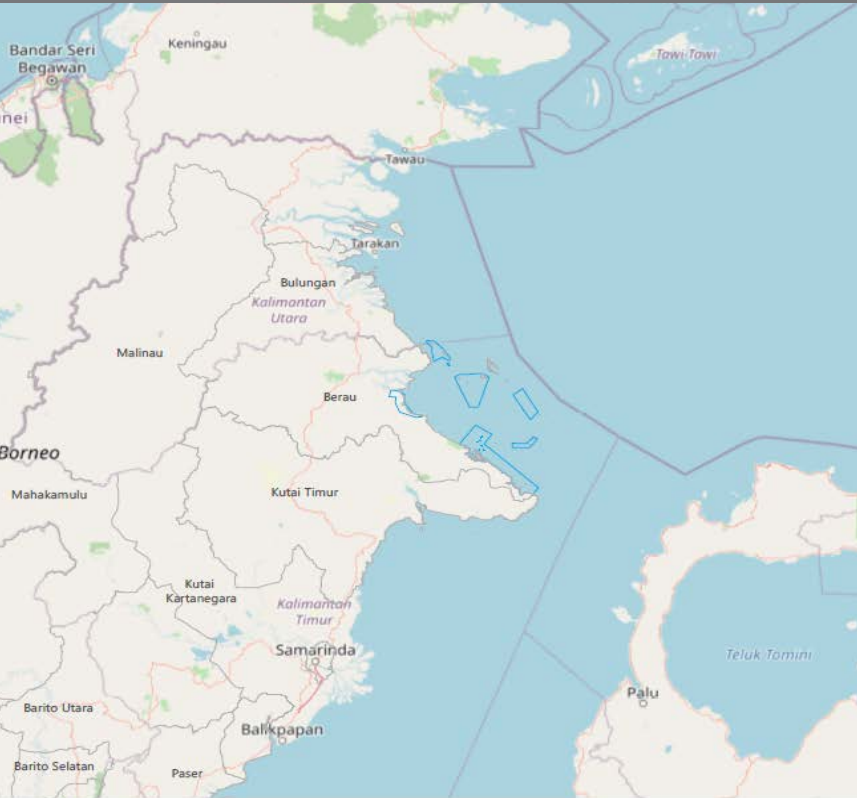 Keningau
Bandar Seri
Begawan
Tawi-Tawi
nei
Tawau
Tarakan
Bulungan
Kalimantan
Utara
Malinau
Berau
Borneo
Mahakamulu
Kutai Timur
Kutai
Kartanegara
Kalimantan
Timur
Samarinda
Teluk Tomini
Palu
Barito Utara
Balikpapan
Barito Selatan
Paser